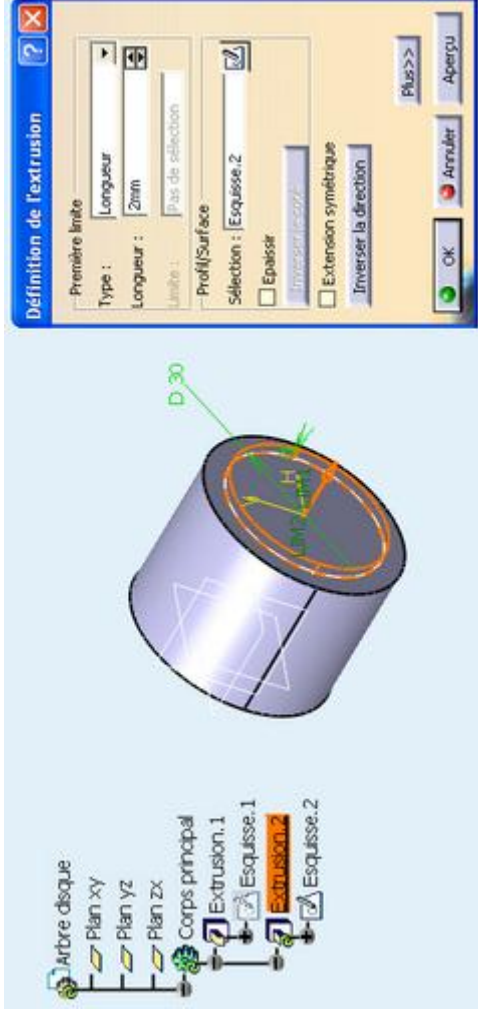 Arbre disque
Plan xy
Plan yz
Plan zx
Corps principal
Extrusion.1
Esquisse.1
Extrusion.2
Esquisse.2
D 30
V
H
Définition de l'extrusion
Première limite
Type :
Longueur
Longueur :
2mm
Limite :
Pas de sélection
Profil/Surface
Sélection :
Esquisse.2
Epaissir
Extension symétrique
Inverser la direction
Plus>>
OK
Annuler
Aperçu